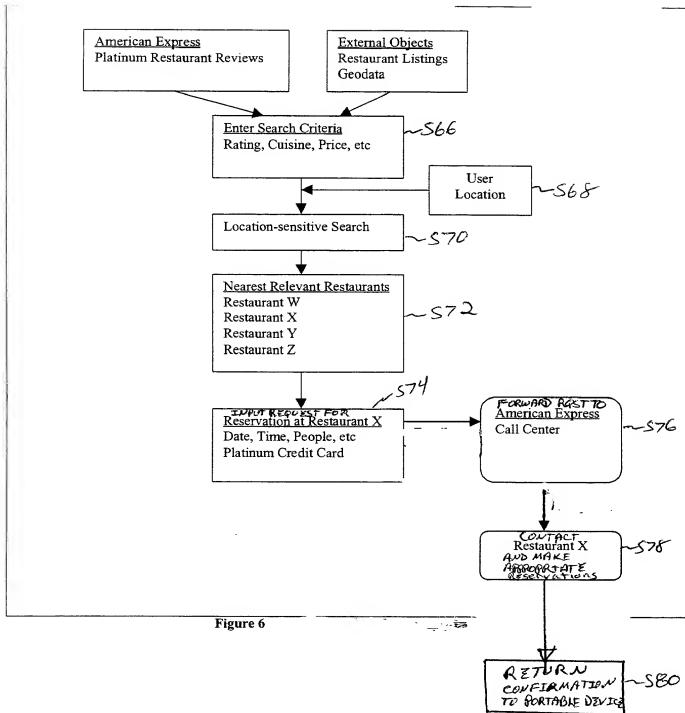 American Express
Platinum Restaurant Reviews
External Objects
Restaurant Listings
Geodata
Enter Search Criteria
Rating, Cuisine, Price, etc
S66
User
Location
S68
Location-sensitive Search
S70
Nearest Relevant Restaurants
Restaurant W
Restaurant X
Restaurant Y
Restaurant Z
S72
S74
INPUT REQUEST FOR
Reservation at Restaurant X
Date, Time, People, etc
Platinum Credit Card
FORWARD RQST TO
American Express
Call Center
S76
CONTACT
Restaurant X
AND MAKE
APPROPRIATE
RESERVATIONS
S78
Figure 6
RETURN
CONFIRMATION
TO PORTABLE DEVICE
S80